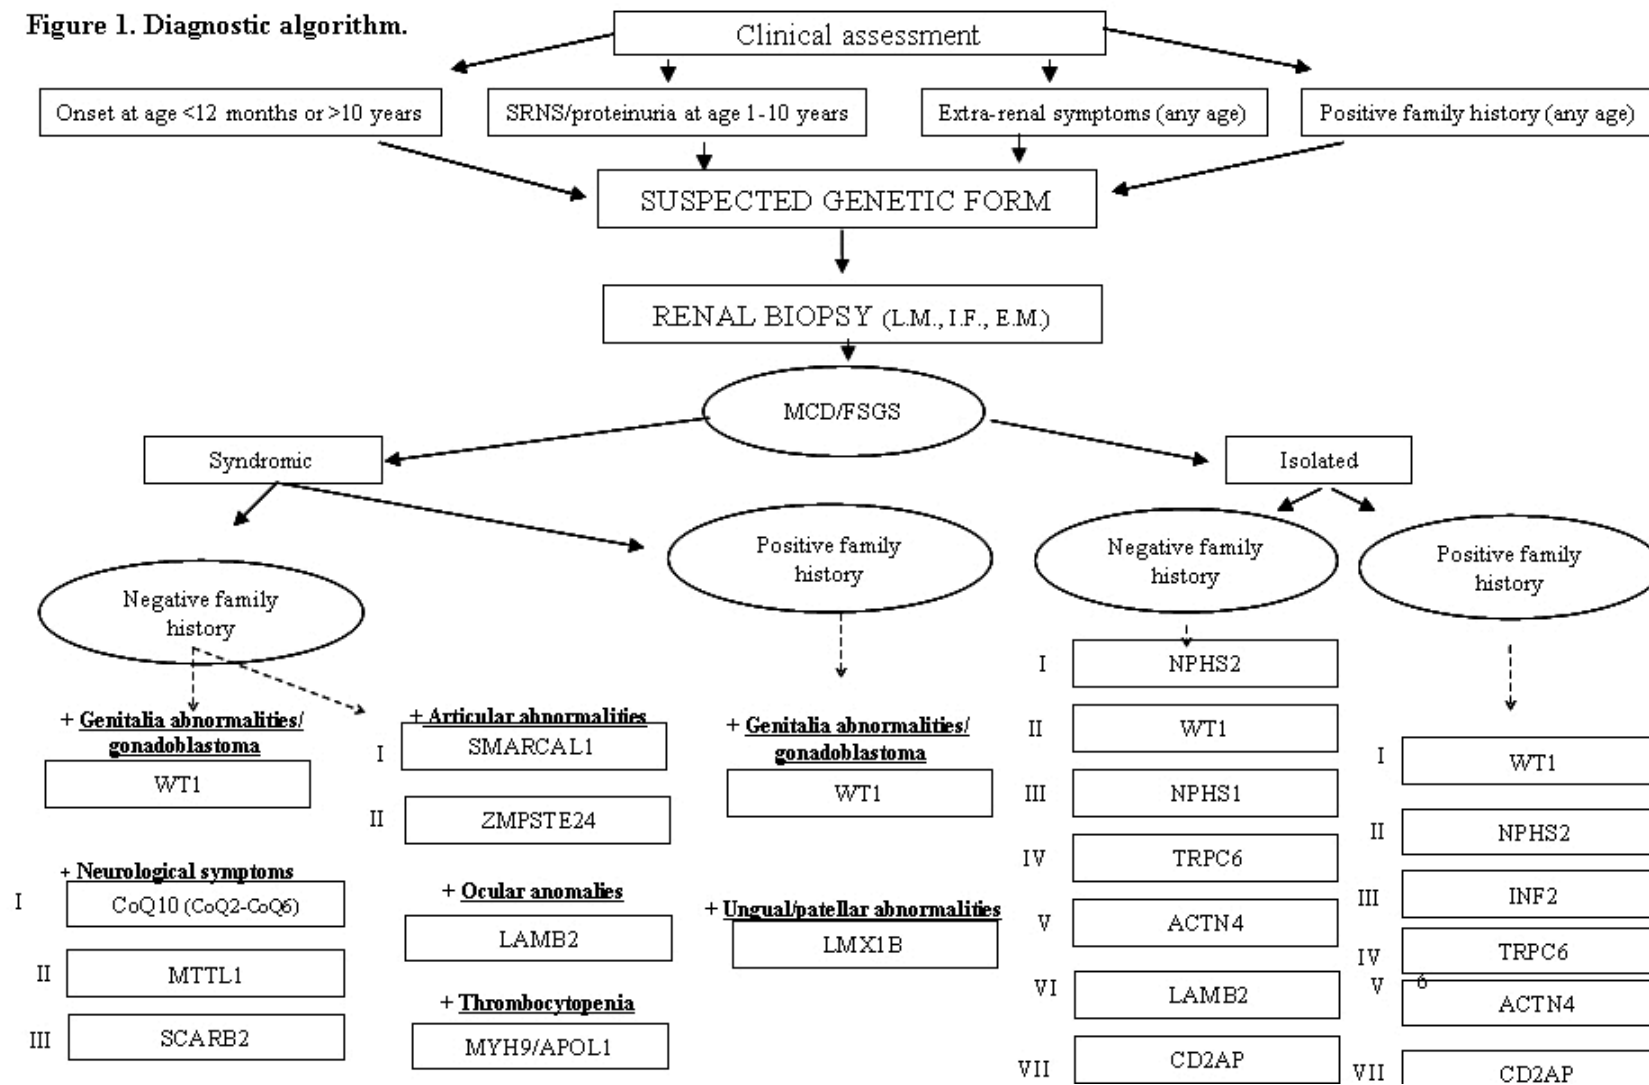 Figure 1. Diagnostic algorithm.
Clinical assessment
Onset at age <12 months or >10 years
SRNS/proteinuria at age 1-10 years
Extra-renal symptoms (any age)
Positive family history (any age)
SUSPECTED GENETIC FORM
RENAL BIOPSY (L.M., I.F., E.M.)
MCD/FSGS
Syndromic
Isolated
Negative family
history
Positive family
history
Negative family
history
Positive family
history
+ Genitalia abnormalities/
gonadoblastoma
WT1
+ Neurological symptoms
I CoQ10 (CoQ2-CoQ6)
II MTTL1
III SCARB2
+ Articular abnormalities
I SMARCAL1
II ZMPSTE24
+ Ocular anomalies
LAMB2
+ Thrombocytopenia
MYH9/APOL1
+ Genitalia abnormalities/
gonadoblastoma
WT1
+ Ungual/patellar abnormalities
LMX1B
I NPHS2
II WT1
III NPHS1
IV TRPC6
V ACTN4
VI LAMB2
VII CD2AP
I WT1
II NPHS2
III INF2
IV TRPC6
V 6 ACTN4
VII CD2AP